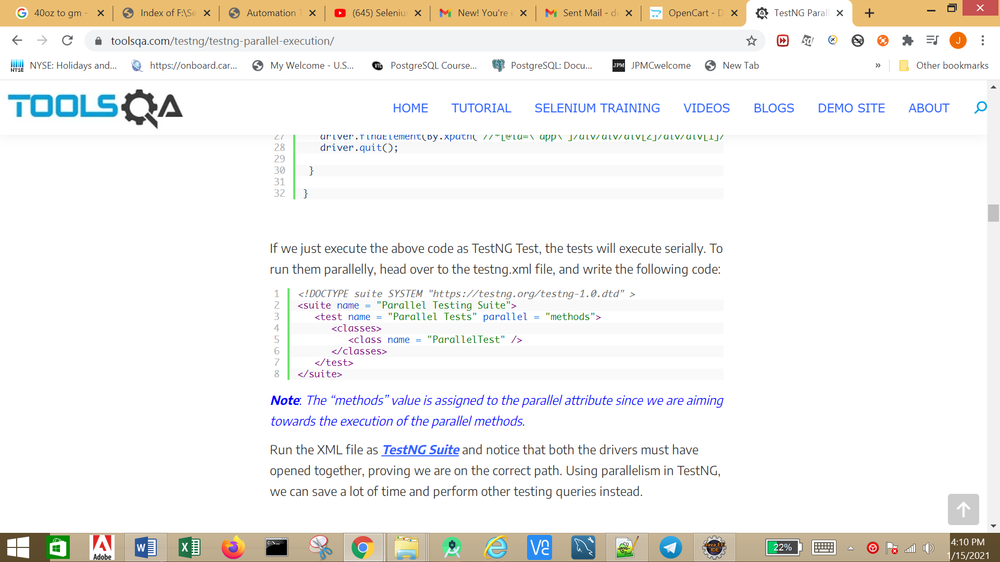 40oz to gm -
Index of F:\Se
Automation T
(645) Seleniu
New! You're e
Sent Mail - de
OpenCart - D
TestNG Parall
toolsqa.com/testng/testng-parallel-execution/
NYSE: Holidays and...
https://onboard.car...
My Welcome - U.S...
PostgreSQL Course...
PostgreSQL: Docu...
JPMCwelcome
New Tab
»
Other bookmarks
TOOLSQA
HOME TUTORIAL SELENIUM TRAINING VIDEOS BLOGS DEMO SITE ABOUT
27 driver.findElement(By.xpath("//*[@id=\"app\"]/div/div/div[2]/div/div[1]/
28 driver.quit();
29
30 }
31
32 }
If we just execute the above code as TestNG Test, the tests will execute serially. To
run them parallelly, head over to the testng.xml file, and write the following code:
1 <!DOCTYPE suite SYSTEM "https://testng.org/testng-1.0.dtd" >
2 <suite name = "Parallel Testing Suite">
3 <test name = "Parallel Tests" parallel = "methods">
4 <classes>
5 <class name = "ParallelTest" />
6 </classes>
7 </test>
8 </suite>
Note: The “methods” value is assigned to the parallel attribute since we are aiming
towards the execution of the parallel methods.
Run the XML file as TestNG Suite and notice that both the drivers must have
opened together, proving we are on the correct path. Using parallelism in TestNG,
we can save a lot of time and perform other testing queries instead.
Adobe
Java EE
IDE
22%
4:10 PM
1/15/2021